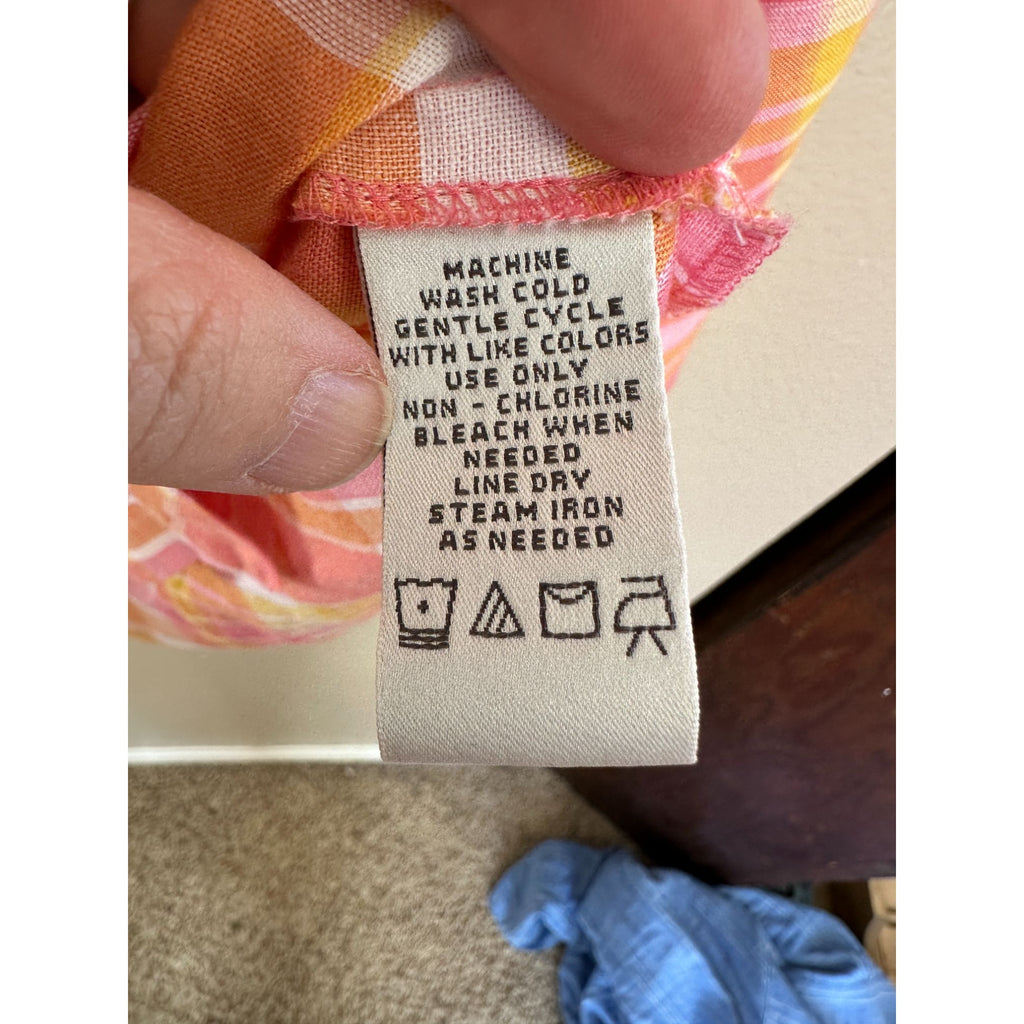 MACHINE
WASH COLD
GENTLE CYCLE
WITH LIKE COLORS
USE ONLY
NON - CHLORINE
BLEACH WHEN
NEEDED
LINE DRY
STEAM IRON
AS NEEDED